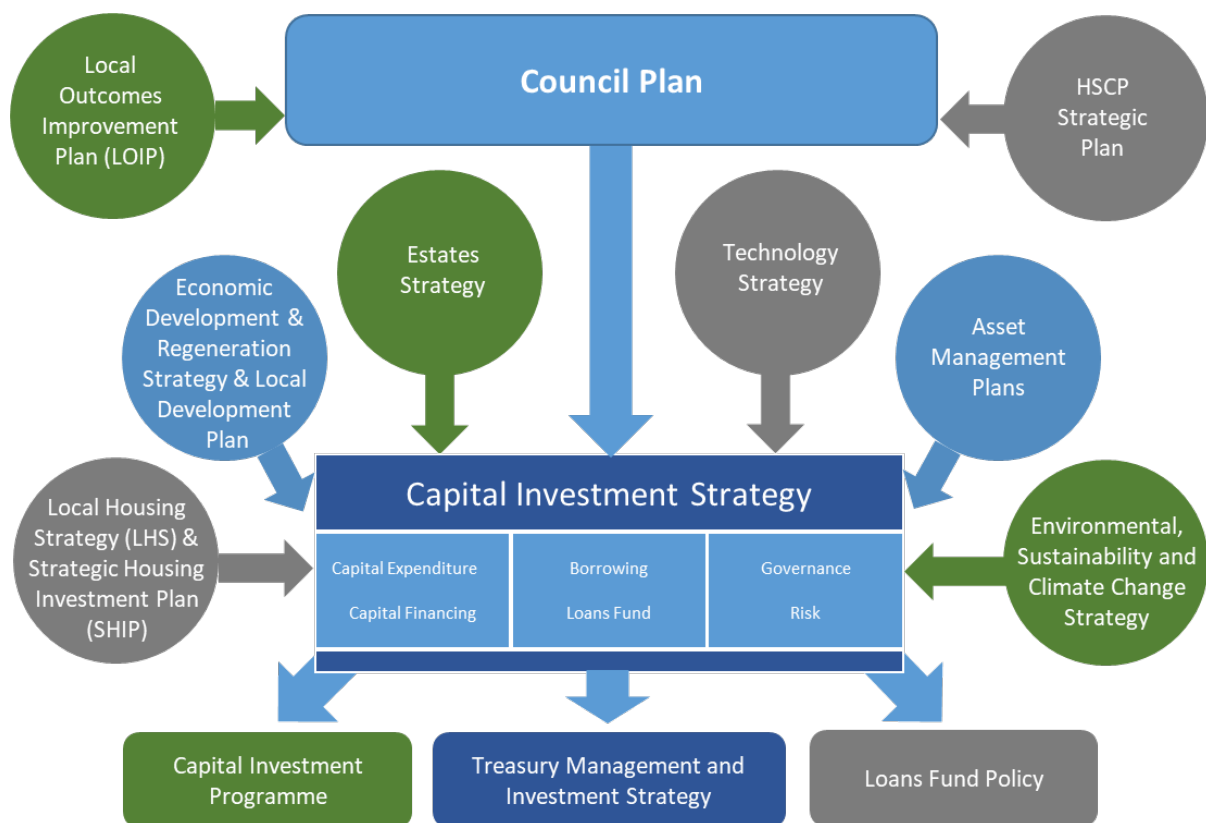 Council Plan
Local
Outcomes
Improvement
Plan (LOIP)
HSCP
Strategic
Plan
Estates
Strategy
Technology
Strategy
Economic
Development &
Regeneration
Strategy & Local
Development
Plan
Asset
Management
Plans
Local Housing
Strategy (LHS) &
Strategic Housing
Investment Plan
(SHIP)
Capital Investment Strategy
Capital Expenditure
Capital Financing
Borrowing
Loans Fund
Governance
Risk
Environmental,
Sustainability and
Climate Change
Strategy
Capital Investment
Programme
Treasury Management and
Investment Strategy
Loans Fund Policy